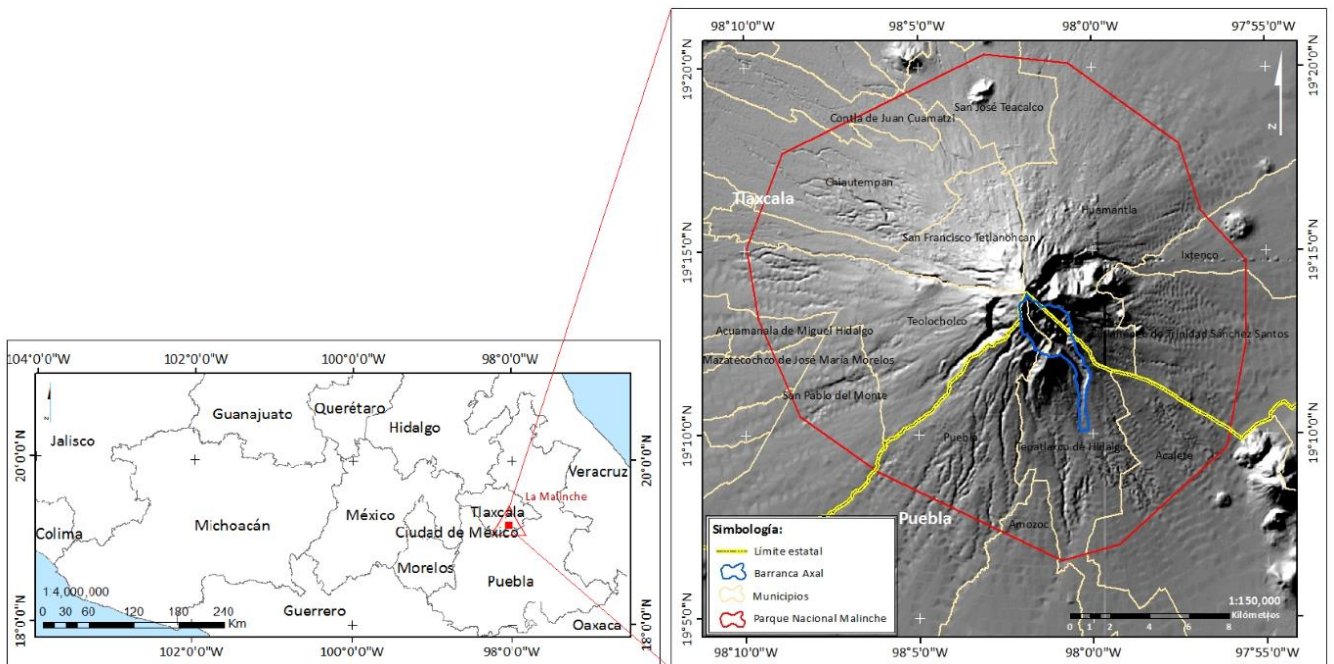 104°0'0"W
102°0'0"W
100°0'0"W
98°0'0"W
20°0'0"N
18°0'0"N
Guanajuato
Querétaro
Hidalgo
Jalisco
Veracruz
La Malinche
Tlaxcala
Colima
Michoacán
México
Ciudad de México
Morelos
Puebla
Guerrero
Oaxaca
1:4,000,000
0 30 60 120 180 240
Km
20°0'0"N
18°0'0"N
102°0'0"W
100°0'0"W
98°0'0"W
98°10'0"W
98°5'0"W
98°0'0"W
97°55'0"W
19°20'0"N
19°15'0"N
19°10'0"N
19°5'0"N
N
San José Teacalco
Contla de Juan Cuamatzi
Chiautempan
Tlaxcala
Huamantla
San Francisco Tetlanohcan
Ixtenco
Teolocholco
de Trinidad Sánchez Santos
Acuamanala de Miguel Hidalgo
Mazatecochco de José María Morelos
San Pablo del Monte
Puebla
Tepatlaxco de Hidalgo
Acajete
Puebla
Amozoc
Simbología:
Límite estatal
Barranca Axal
Municipios
Parque Nacional Malinche
1:150,000
Kilómetros
0 1 2 4 6 8
19°20'0"N
19°15'0"N
19°10'0"N
19°5'0"N
98°10'0"W
98°5'0"W
98°0'0"W
97°55'0"W